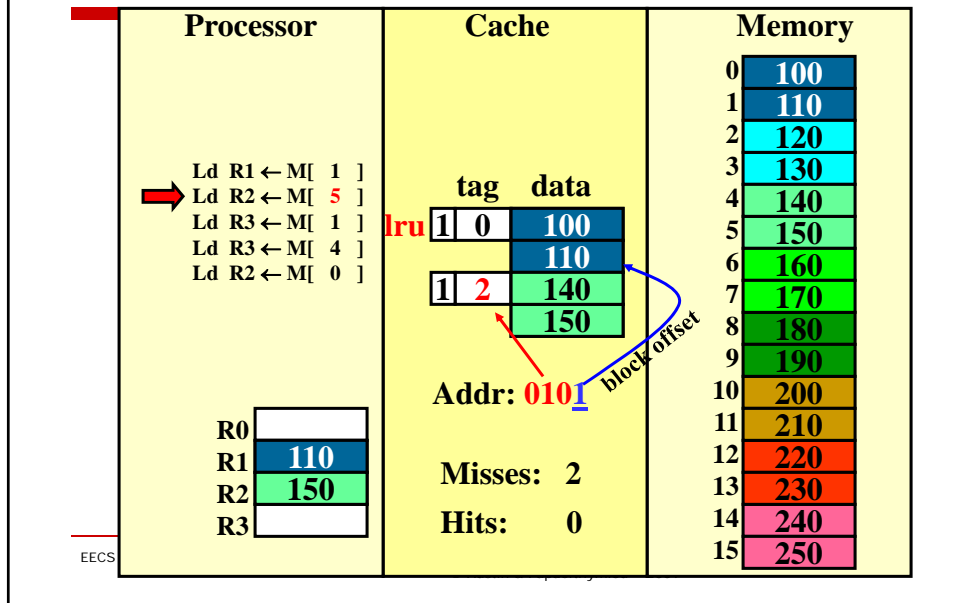 Processor
Cache
Memory
Ld R1 ← M[ 1 ]
Ld R2 ← M[ 5 ]
Ld R3 ← M[ 1 ]
Ld R3 ← M[ 4 ]
Ld R2 ← M[ 0 ]
R0
R1 110
R2 150
R3
tag data
lru 1 0 100
110
1 2 140
150
Addr: 0101
block offset
Misses: 2
Hits: 0
0 100
1 110
2 120
3 130
4 140
5 150
6 160
7 170
8 180
9 190
10 200
11 210
12 220
13 230
14 240
15 250
EECS